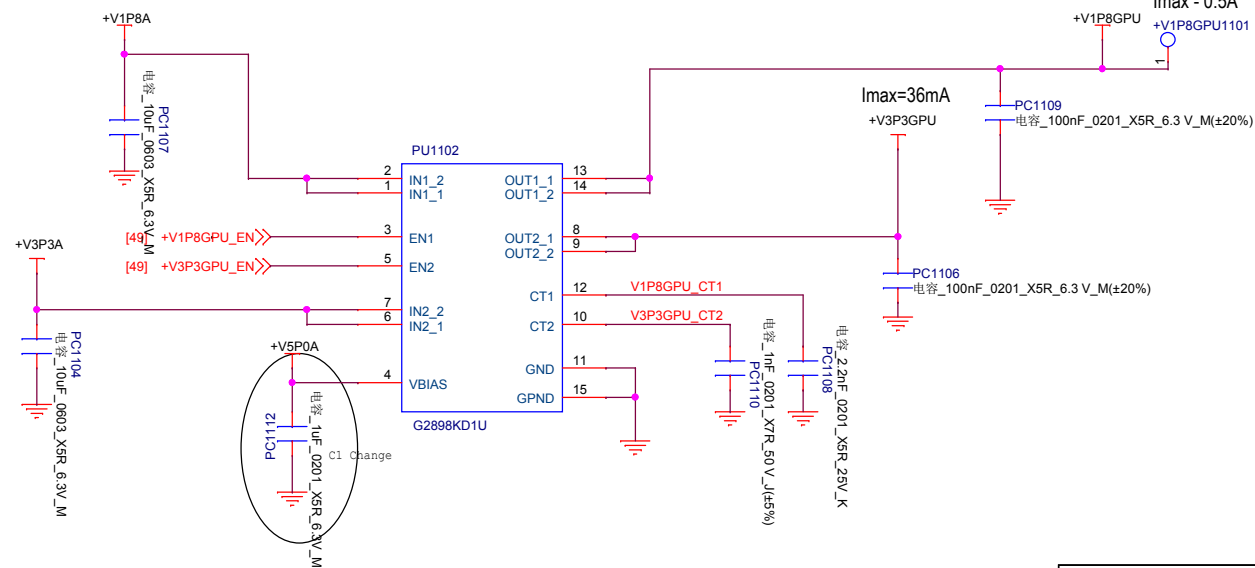 Imax - 0.5A
+V1P8A
+V1P8GPU
+V1P8GPU1101
1
电容_10uF_0603_X5R_6.3V_M
PC1107
Imax=36mA
+V3P3GPU
PC1109
电容_100nF_0201_X5R_6.3 V_M(±20%)
PU1102
2
IN1_2
1
IN1_1
OUT1_1
13
OUT1_2
14
[49]
+V1P8GPU_EN
3
EN1
OUT2_1
8
OUT2_2
9
+V3P3A
[49]
+V3P3GPU_EN
5
EN2
PC1106
电容_100nF_0201_X5R_6.3 V_M(±20%)
CT1
12
V1P8GPU_CT1
7
IN2_2
6
IN2_1
CT2
10
V3P3GPU_CT2
PC1104
电容_10uF_0603_X5R_6.3V_M
+V5P0A
4
VBIAS
GND
11
GPND
15
电容_1nF_0201_X7R_50 V_J(±5%)
PC1110
电容_2.2nF_0201_X5R_25V_K
PC1108
G2898KD1U
PC1112
电容_1uF_0201_X5R_6.3V_M
C1 Change